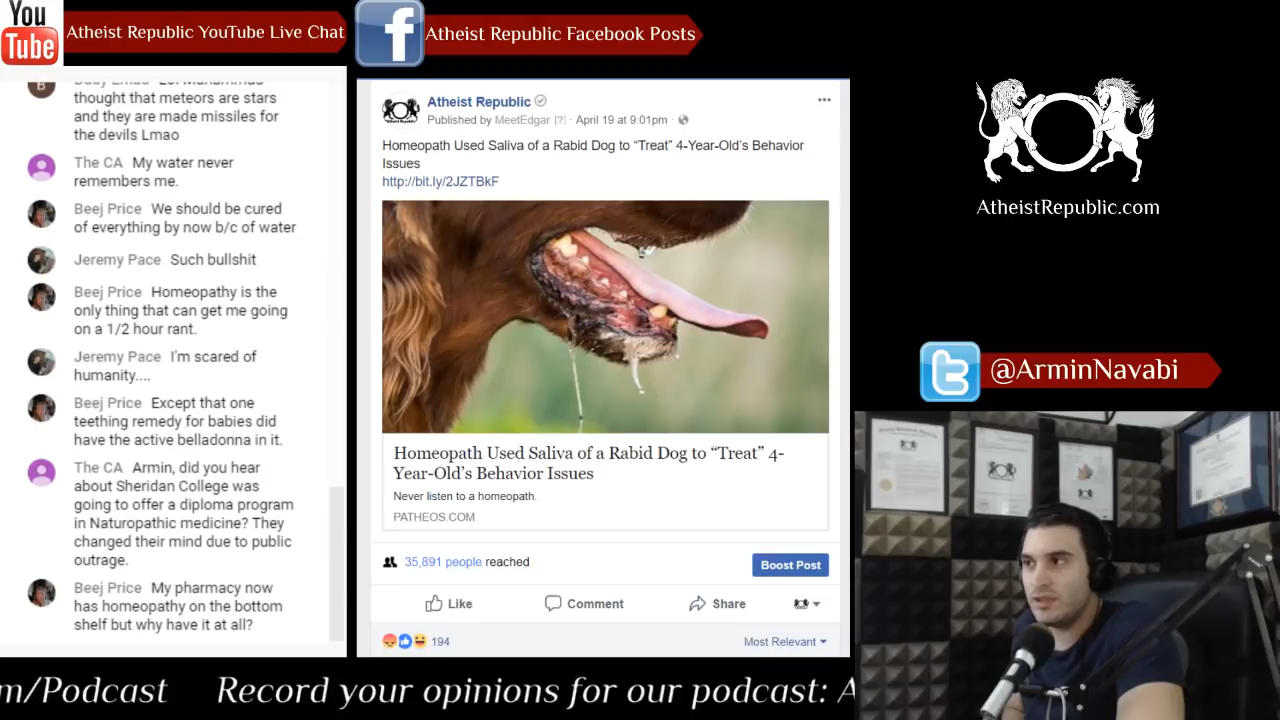 You
Tube
Atheist Republic YouTube Live Chat
f
Atheist Republic Facebook Posts
B
thought that meteors are stars
and they are made missiles for
the devils Lmao
The CA My water never
remembers me.
Beej Price We should be cured
of everything by now b/c of water
Jeremy Pace Such bullshit
Beej Price Homeopathy is the
only thing that can get me going
on a 1/2 hour rant.
Jeremy Pace I'm scared of
humanity....
Beej Price Except that one
teething remedy for babies did
have the active belladonna in it.
The CA Armin, did you hear
about Sheridan College was
going to offer a diploma program
in Naturopathic medicine? They
changed their mind due to public
outrage.
Beej Price My pharmacy now
has homeopathy on the bottom
shelf but why have it at all?
Atheist Republic
Published by MeetEdgar [?] · April 19 at 9:01pm ·
Homeopath Used Saliva of a Rabid Dog to “Treat” 4-Year-Old’s Behavior
Issues
http://bit.ly/2JZTBkF
Homeopath Used Saliva of a Rabid Dog to “Treat” 4-
Year-Old’s Behavior Issues
Never listen to a homeopath.
PATHEOS.COM
35,891 people reached
Boost Post
Like
Comment
Share
194
Most Relevant
AtheistRepublic.com
@ArminNavabi
m/Podcast Record your opinions for our podcast: A